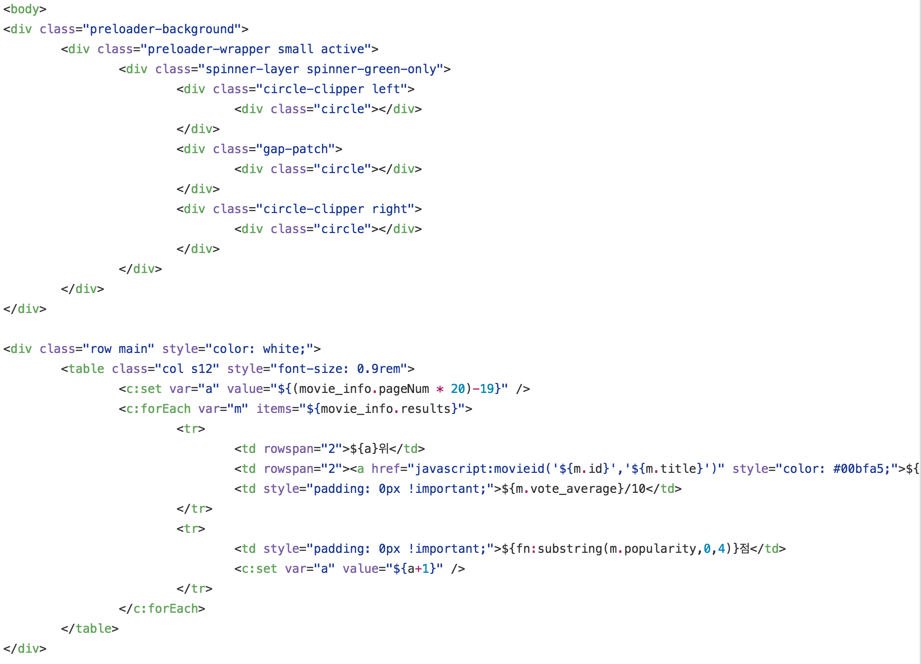 <body>
<div class="preloader-background">
<div class="preloader-wrapper small active">
<div class="spinner-layer spinner-green-only">
<div class="circle-clipper left">
<div class="circle"></div>
</div>
<div class="gap-patch">
<div class="circle"></div>
</div>
<div class="circle-clipper right">
<div class="circle"></div>
</div>
</div>
</div>
</div>
<div class="row main" style="color: white;">
<table class="col s12" style="font-size: 0.9rem">
<c:set var="a" value="${(movie_info.pageNum * 20)-19}" />
<c:forEach var="m" items="${movie_info.results}">
<tr>
<td rowspan="2">${a}위</td>
<td rowspan="2"><a href="javascript:movieid('${m.id}','${m.title}')" style="color: #00bfa5;">${
<td style="padding: 0px !important;">${m.vote_average}/10</td>
</tr>
<tr>
<td style="padding: 0px !important;">${fn:substring(m.popularity,0,4)}점</td>
<c:set var="a" value="${a+1}" />
</tr>
</c:forEach>
</table>
</div>